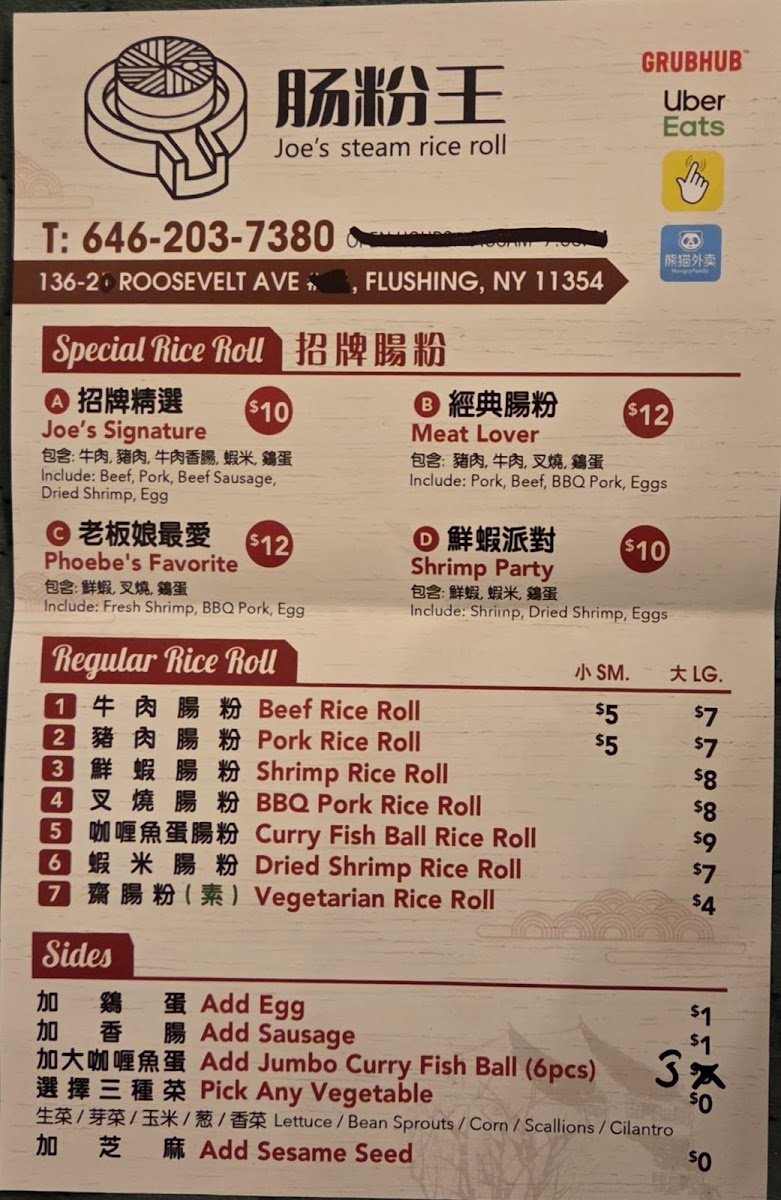 肠粉王
Joe's steam rice roll
GRUBHUB™
Uber
Eats
熊猫外卖
HungryPanda
T: 646-203-7380
136-20 ROOSEVELT AVE #, FLUSHING, NY 11354
Special Rice Roll 招牌腸粉
A 招牌精選 $10
Joe's Signature
包含: 牛肉, 豬肉, 牛肉香腸, 蝦米, 鷄蛋
Include: Beef, Pork, Beef Sausage,
Dried Shrimp, Egg
B 經典腸粉 $12
Meat Lover
包含: 豬肉, 牛肉, 叉燒, 鷄蛋
Include: Pork, Beef, BBQ Pork, Eggs
C 老板娘最愛 $12
Phoebe's Favorite
包含: 鮮蝦, 叉燒, 鷄蛋
Include: Fresh Shrimp, BBQ Pork, Egg
D 鮮蝦派對 $10
Shrimp Party
包含: 鮮蝦, 蝦米, 鷄蛋
Include: Shrimp, Dried Shrimp, Eggs
Regular Rice Roll 小 SM. 大 LG.
1 牛肉腸粉 Beef Rice Roll $5 $7
2 豬肉腸粉 Pork Rice Roll $5 $7
3 鮮蝦腸粉 Shrimp Rice Roll $8
4 叉燒腸粉 BBQ Pork Rice Roll $8
5 咖喱魚蛋腸粉 Curry Fish Ball Rice Roll $9
6 蝦米腸粉 Dried Shrimp Rice Roll $7
7 齋腸粉(素) Vegetarian Rice Roll $4
Sides
加鷄蛋 Add Egg $1
加香腸 Add Sausage $1
加大咖喱魚蛋 Add Jumbo Curry Fish Ball (6pcs) 3
選擇三種菜 Pick Any Vegetable $0
生菜 / 芽菜 / 玉米 / 葱 / 香菜 Lettuce / Bean Sprouts / Corn / Scallions / Cilantro
加芝麻 Add Sesame Seed $0